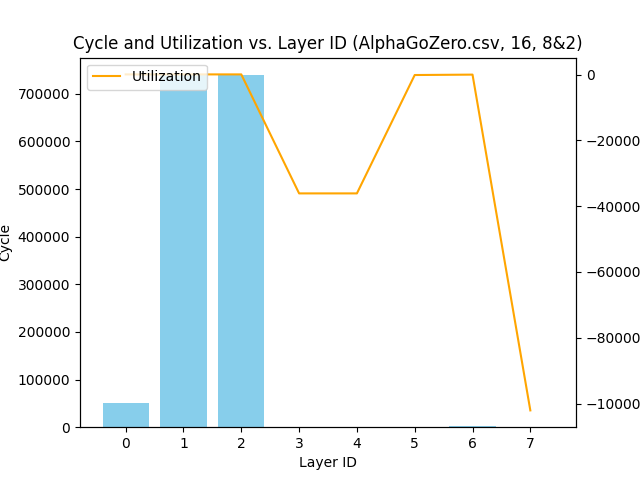 Cycle and Utilization vs. Layer ID (AlphaGoZero.csv, 16, 8&2)
Utilization
700000
600000
500000
400000
300000
200000
100000
0
Cycle
0
−20000
−40000
−60000
−80000
−10000
0 1 2 3 4 5 6 7
Layer ID